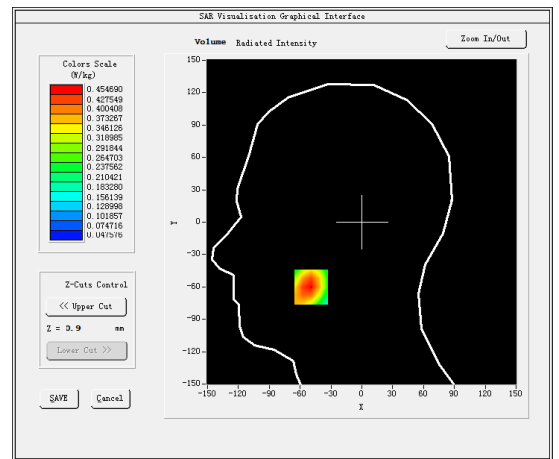 SAR Visualisation Graphical Interface
Volume Radiated Intensity
Zoom In/Out
Colors Scale
(W/kg)
0.454690
0.427549
0.400408
0.373267
0.346126
0.318985
0.291844
0.264703
0.237562
0.210421
0.183280
0.156139
0.128998
0.101857
0.074716
0.047576
Z-Cuts Control
<< Upper Cut
Z = 0.9 mm
Lower Cut >>
SAVE Cancel
150
120
90
60
30
0
-30
-60
-90
-120
-150
Y
-150 -120 -90 -60 -30 0 30 60 90 120 150
X